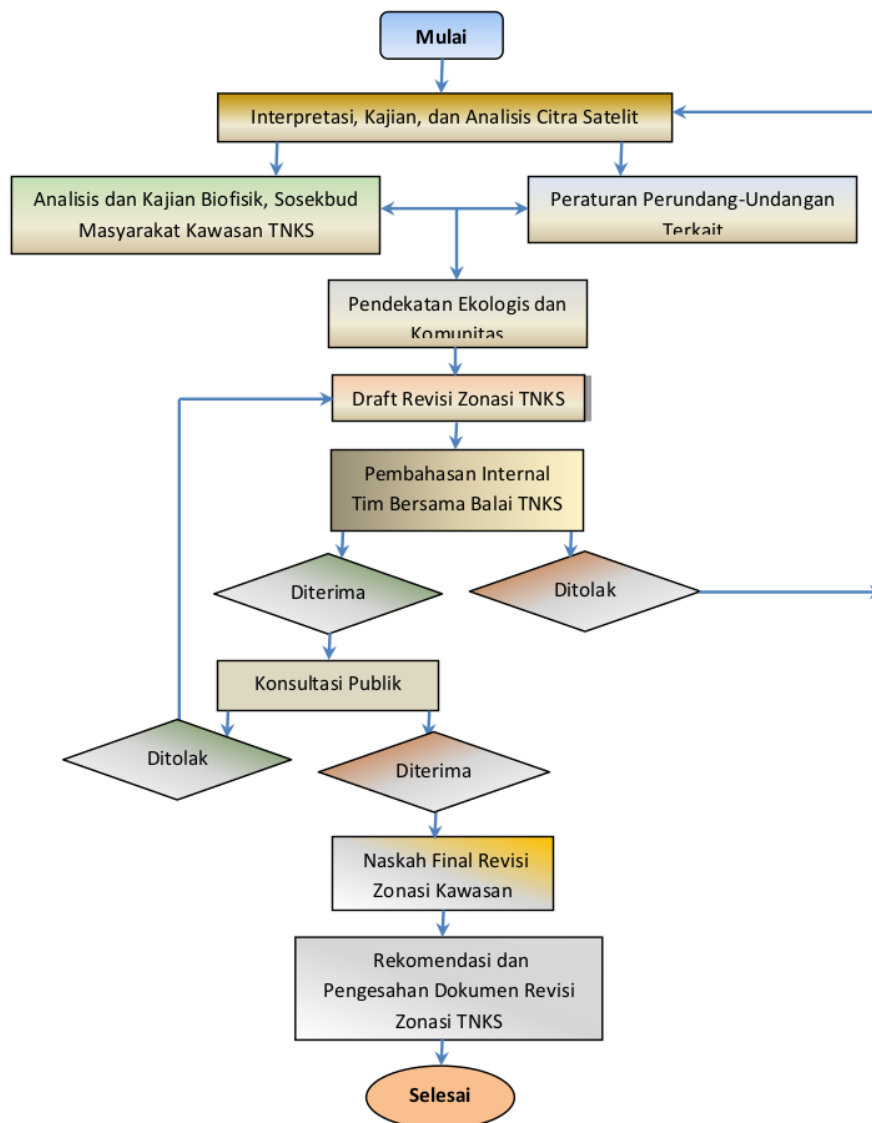 Mulai
Interpretasi, Kajian, dan Analisis Citra Satelit
Analisis dan Kajian Biofisik, Sosekbud
Masyarakat Kawasan TNKS
Peraturan Perundang-Undangan
Terkait
Pendekatan Ekologis dan
Komunitas
Draft Revisi Zonasi TNKS
Pembahasan Internal
Tim Bersama Balai TNKS
Diterima
Ditolak
Konsultasi Publik
Ditolak
Diterima
Naskah Final Revisi
Zonasi Kawasan
Rekomendasi dan
Pengesahan Dokumen Revisi
Zonasi TNKS
Selesai